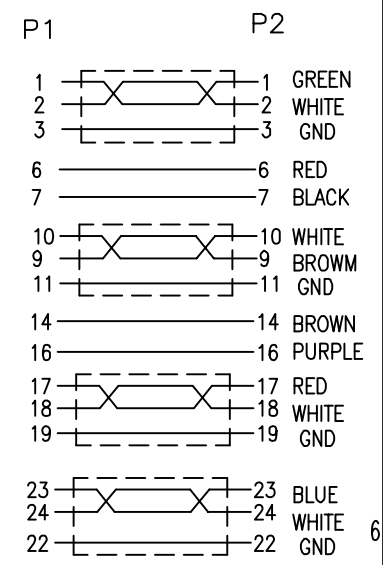 P1 P2
1 1 GREEN
2 2 WHITE
3 3 GND
6 6 RED
7 7 BLACK
10 10 WHITE
9 9 BROWM
11 11 GND
14 14 BROWN
16 16 PURPLE
17 17 RED
18 18 WHITE
19 19 GND
23 23 BLUE
24 24 WHITE 6
22 22 GND